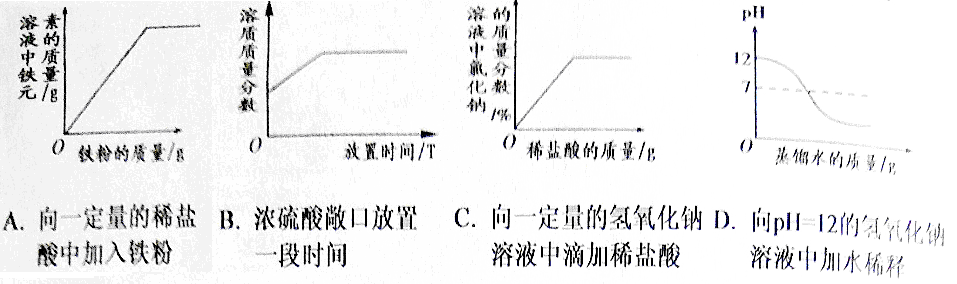 溶液中铁元
素的质量/g
O
铁粉的质量/g
A. 向一定量的稀盐
酸中加入铁粉
溶质质量分数
O
放置时间/T
B. 浓硫酸敞口放置
一段时间
溶液中氯化钠
的质量分数/%
O
稀盐酸的质量/g
C. 向一定量的氢氧化钠
溶液中滴加稀盐酸
pH
12
7
O
蒸馏水的质量/g
D. 向pH=12的氢氧化钠
溶液中加水稀释